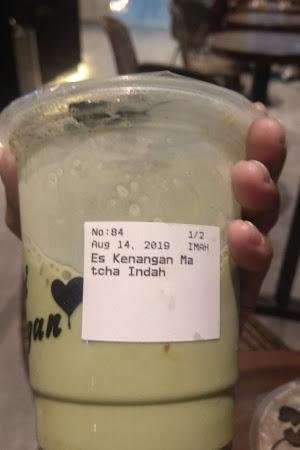 No:84 1/2
Aug 14, 2019 IMAH
Es Kenangan Ma
tcha Indah